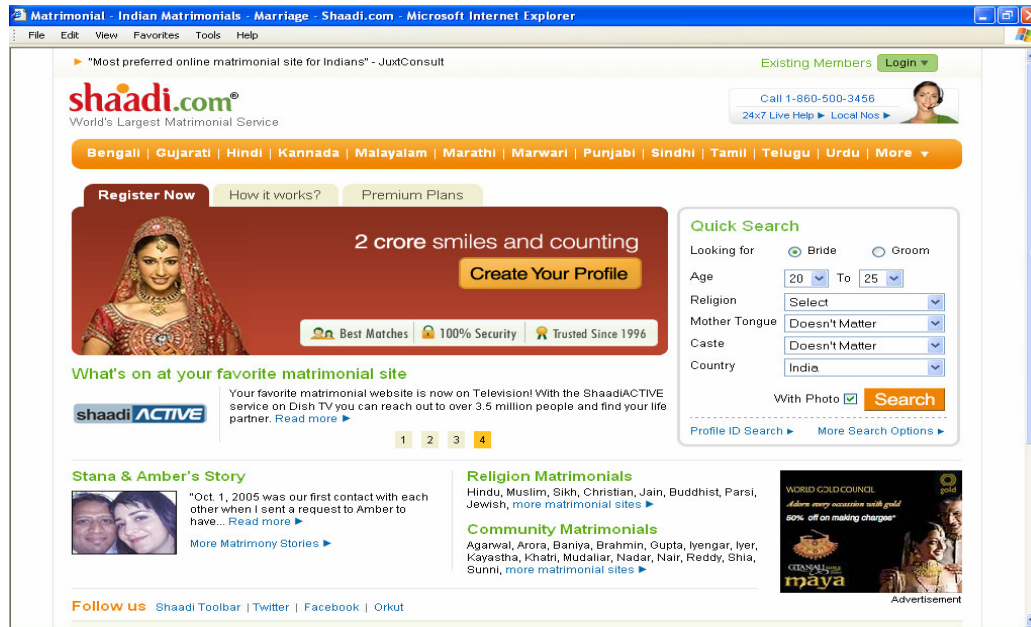 Matrimonial - Indian Matrimonials - Marriage - Shaadi.com - Microsoft Internet Explorer
File Edit View Favorites Tools Help
"Most preferred online matrimonial site for Indians" - JuxtConsult
Existing Members Login
shaadi.com®
World's Largest Matrimonial Service
Call 1-860-500-3456
24x7 Live Help ► Local Nos ►
Bengali | Gujarati | Hindi | Kannada | Malayalam | Marathi | Marwari | Punjabi | Sindhi | Tamil | Telugu | Urdu | More
Register Now How it works? Premium Plans
2 crore smiles and counting
Create Your Profile
Best Matches 100% Security Trusted Since 1996
Quick Search
Looking for Bride Groom
Age 20 To 25
Religion Select
Mother Tongue Doesn't Matter
Caste Doesn't Matter
Country India
With Photo Search
Profile ID Search ► More Search Options ►
What's on at your favorite matrimonial site
shaadi ACTIVE
Your favorite matrimonial website is now on Television! With the ShaadiACTIVE
service on Dish TV you can reach out to over 3.5 million people and find your life
partner. Read more ►
1 2 3 4
Stana & Amber's Story
"Oct. 1, 2005 was our first contact with each
other when I sent a request to Amber to
have... Read more ►
More Matrimony Stories ►
Religion Matrimonials
Hindu, Muslim, Sikh, Christian, Jain, Buddhist, Parsi,
Jewish, more matrimonial sites ►
Community Matrimonials
Agarwal, Arora, Baniya, Brahmin, Gupta, Iyengar, Iyer,
Kayastha, Khatri, Mudaliar, Nadar, Nair, Reddy, Shia,
Sunni, more matrimonial sites ►
WORLD GOLD COUNCIL
gold
Adorn every occassion with gold
50% off on making charges*
GITANJALI
maya
Advertisement
Follow us Shaadi Toolbar | Twitter | Facebook | Orkut